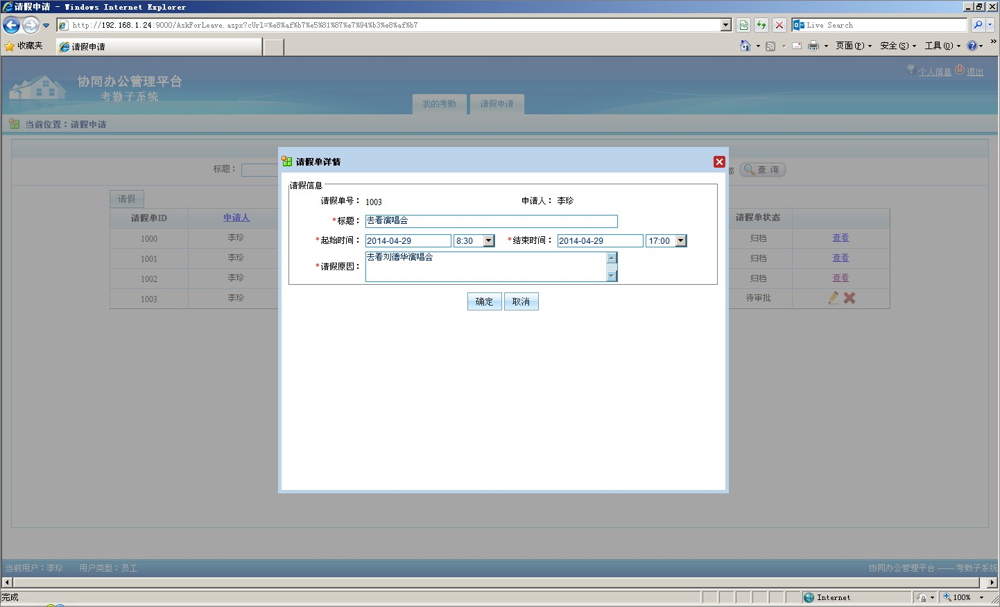 请假申请 - Windows Internet Explorer
http://192.168.1.24:9000/AskForLeave.aspx?cUrl=%e8%af%b7%e5%81%87%e7%94%b3%e8%af%b7
Live Search
收藏夹 请假申请 页面(P) 安全(S) 工具(O) »
协同办公管理平台
考勤子系统
个人信息 退出
我的考勤 请假申请
当前位置：请假申请
标题： 部 查 询
请假
请假单ID 申请人 请假单状态
1000 李珍 归档 查看
1001 李珍 归档 查看
1002 李珍 归档 查看
1003 李珍 待审批
请假单详情
请假信息
请假单号： 1003 申请人： 李珍
*标题： 去看演唱会
*起始时间： 2014-04-29 8:30 *结束时间： 2014-04-29 17:00
*请假原因： 去看刘德华演唱会
确定 取消
当前用户：李珍 用户类型：员工 协同办公管理平台 ——考勤子系统
完成 Internet 100%